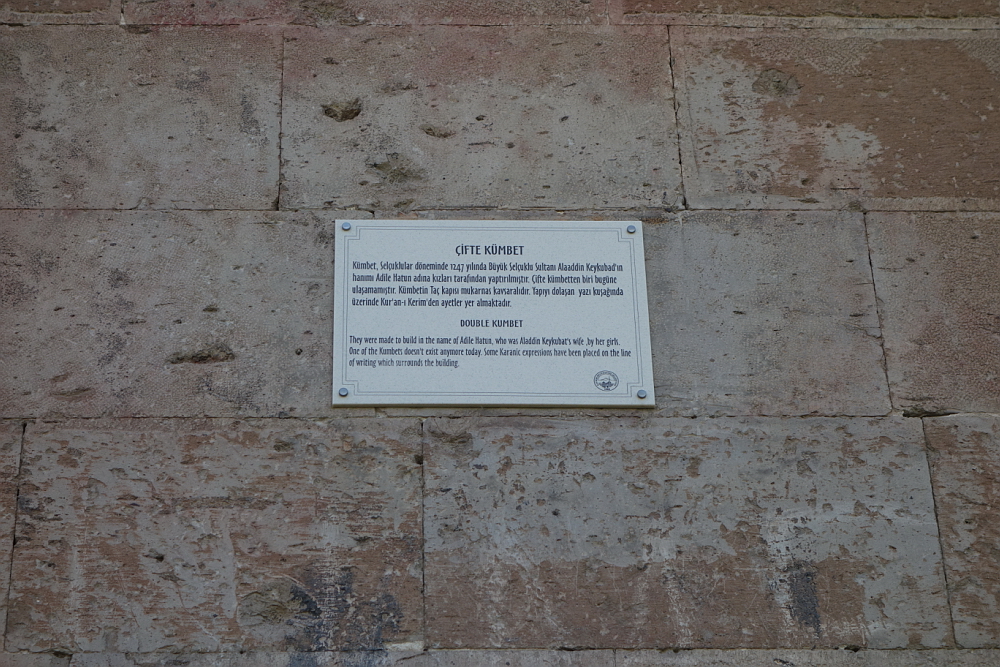 ÇİFTE KÜMBET
Kümbet, Selçuklular döneminde 1247 yılında Büyük Selçuklu Sultanı Alaaddin Keykubad'ın
hanımı Adile Hatun adına kızları tarafından yaptırılmıştır. Çifte kümbetten biri bugüne
ulaşamamıştır. Kümbetin Taç kapısı mukarnas kavsaralıdır. Yapıyı dolaşan yazı kuşağında
üzerinde Kur'an-ı Kerim'den ayetler yer almaktadır.
DOUBLE KUMBET
They were made to build in the name of Adile Hatun, who was Aladdin Keykubat's wife ,by her girls.
One of the Kumbets doesn't exist anymore today. Some Karanic expressions have been placed on the line
of writing which surrounds the building.